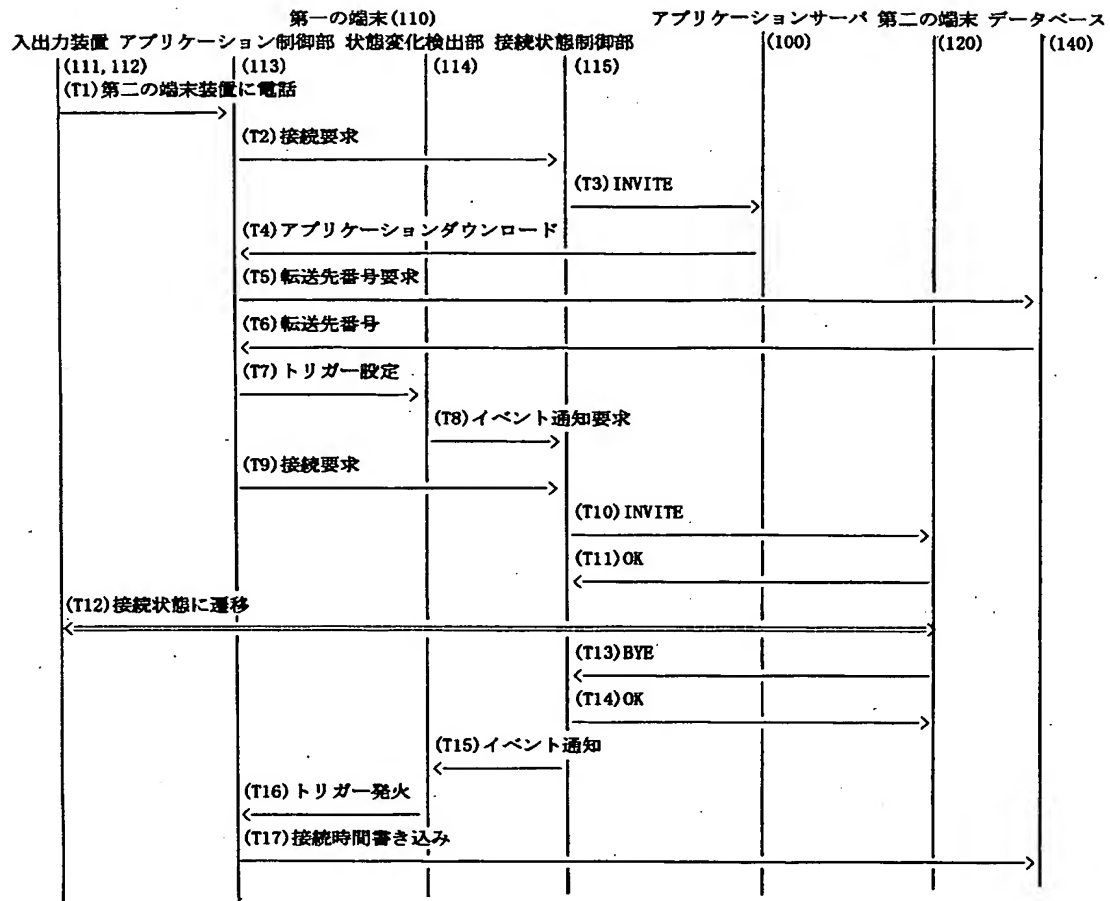 第一の端末(110) アプリケーションサーバ 第二の端末 データベース
入出力装置 アプリケーション制御部 状態変化検出部 接続状態制御部 (100) (120) (140)
(111,112) (113) (114) (115)
(T1)第二の端末装置に電話
(T2)接続要求
(T3)INVITE
(T4)アプリケーションダウンロード
(T5)転送先番号要求
(T6)転送先番号
(T7)トリガー設定
(T8)イベント通知要求
(T9)接続要求
(T10)INVITE
(T11)OK
(T12)接続状態に遷移
(T13)BYE
(T14)OK
(T15)イベント通知
(T16)トリガー発火
(T17)接続時間書き込み